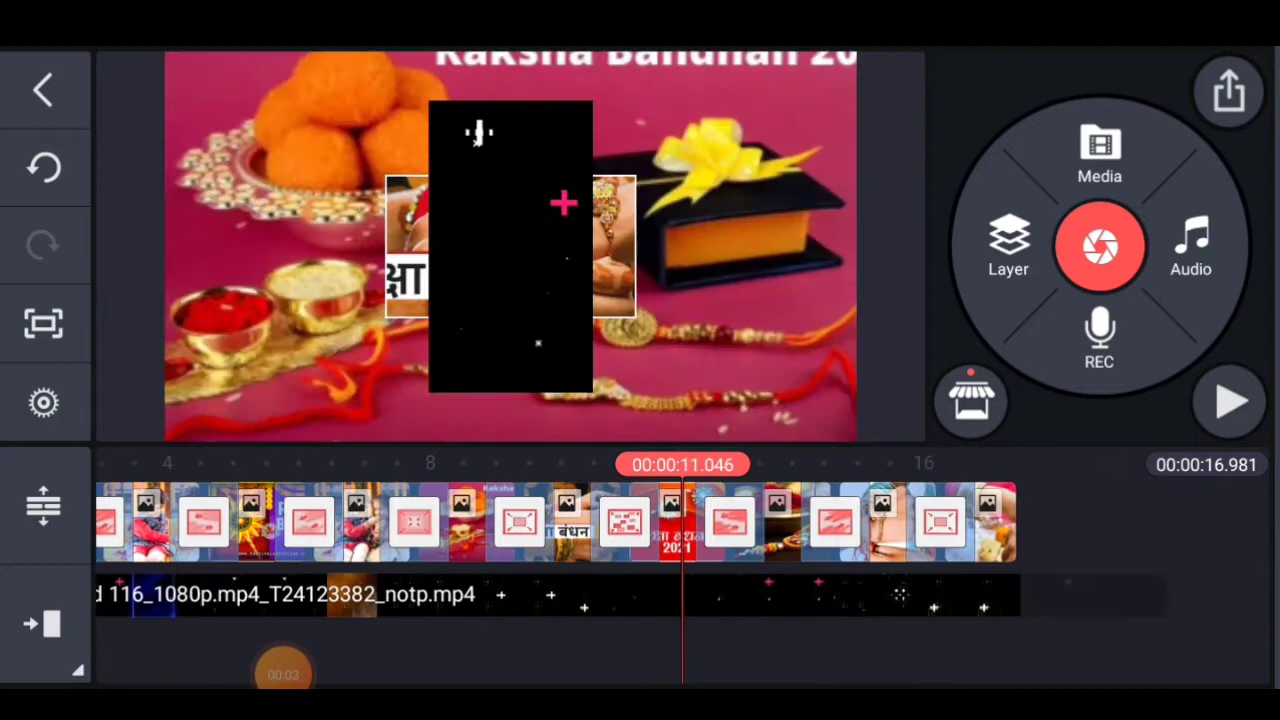 Raksha Bandhan 20
क्षा
Media
Layer
Audio
REC
4
8
00:00:11.046
16
00:00:16.981
Raksha
बंधन
2021
d 116_1080p.mp4_T24123382_notp.mp4
00:03